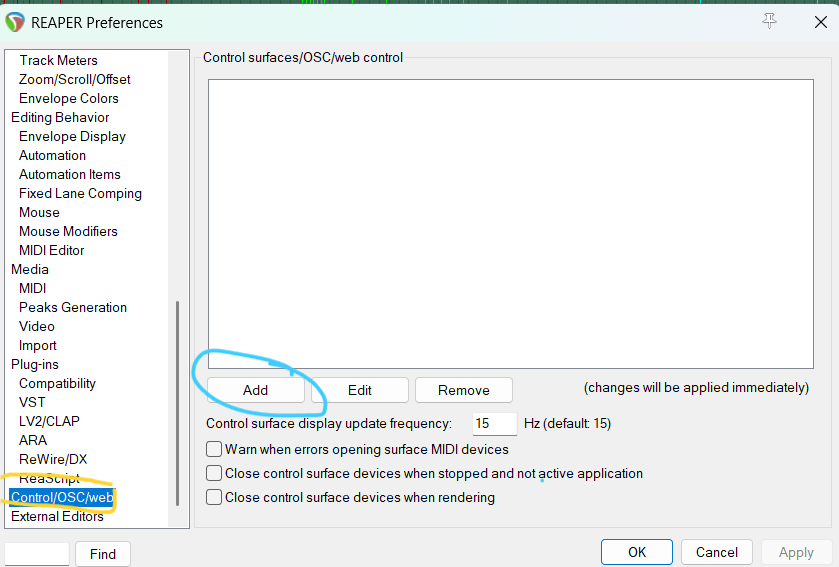 REAPER Preferences
Track Meters
Zoom/Scroll/Offset
Envelope Colors
Editing Behavior
Envelope Display
Automation
Automation Items
Fixed Lane Comping
Mouse
Mouse Modifiers
MIDI Editor
Media
MIDI
Peaks Generation
Video
Import
Plug-ins
Compatibility
VST
LV2/CLAP
ARA
ReWire/DX
ReaScript
Control/OSC/web
External Editors
Find
Control surfaces/OSC/web control
Add Edit Remove (changes will be applied immediately)
Control surface display update frequency: 15 Hz (default: 15)
Warn when errors opening surface MIDI devices
Close control surface devices when stopped and not active application
Close control surface devices when rendering
OK Cancel Apply